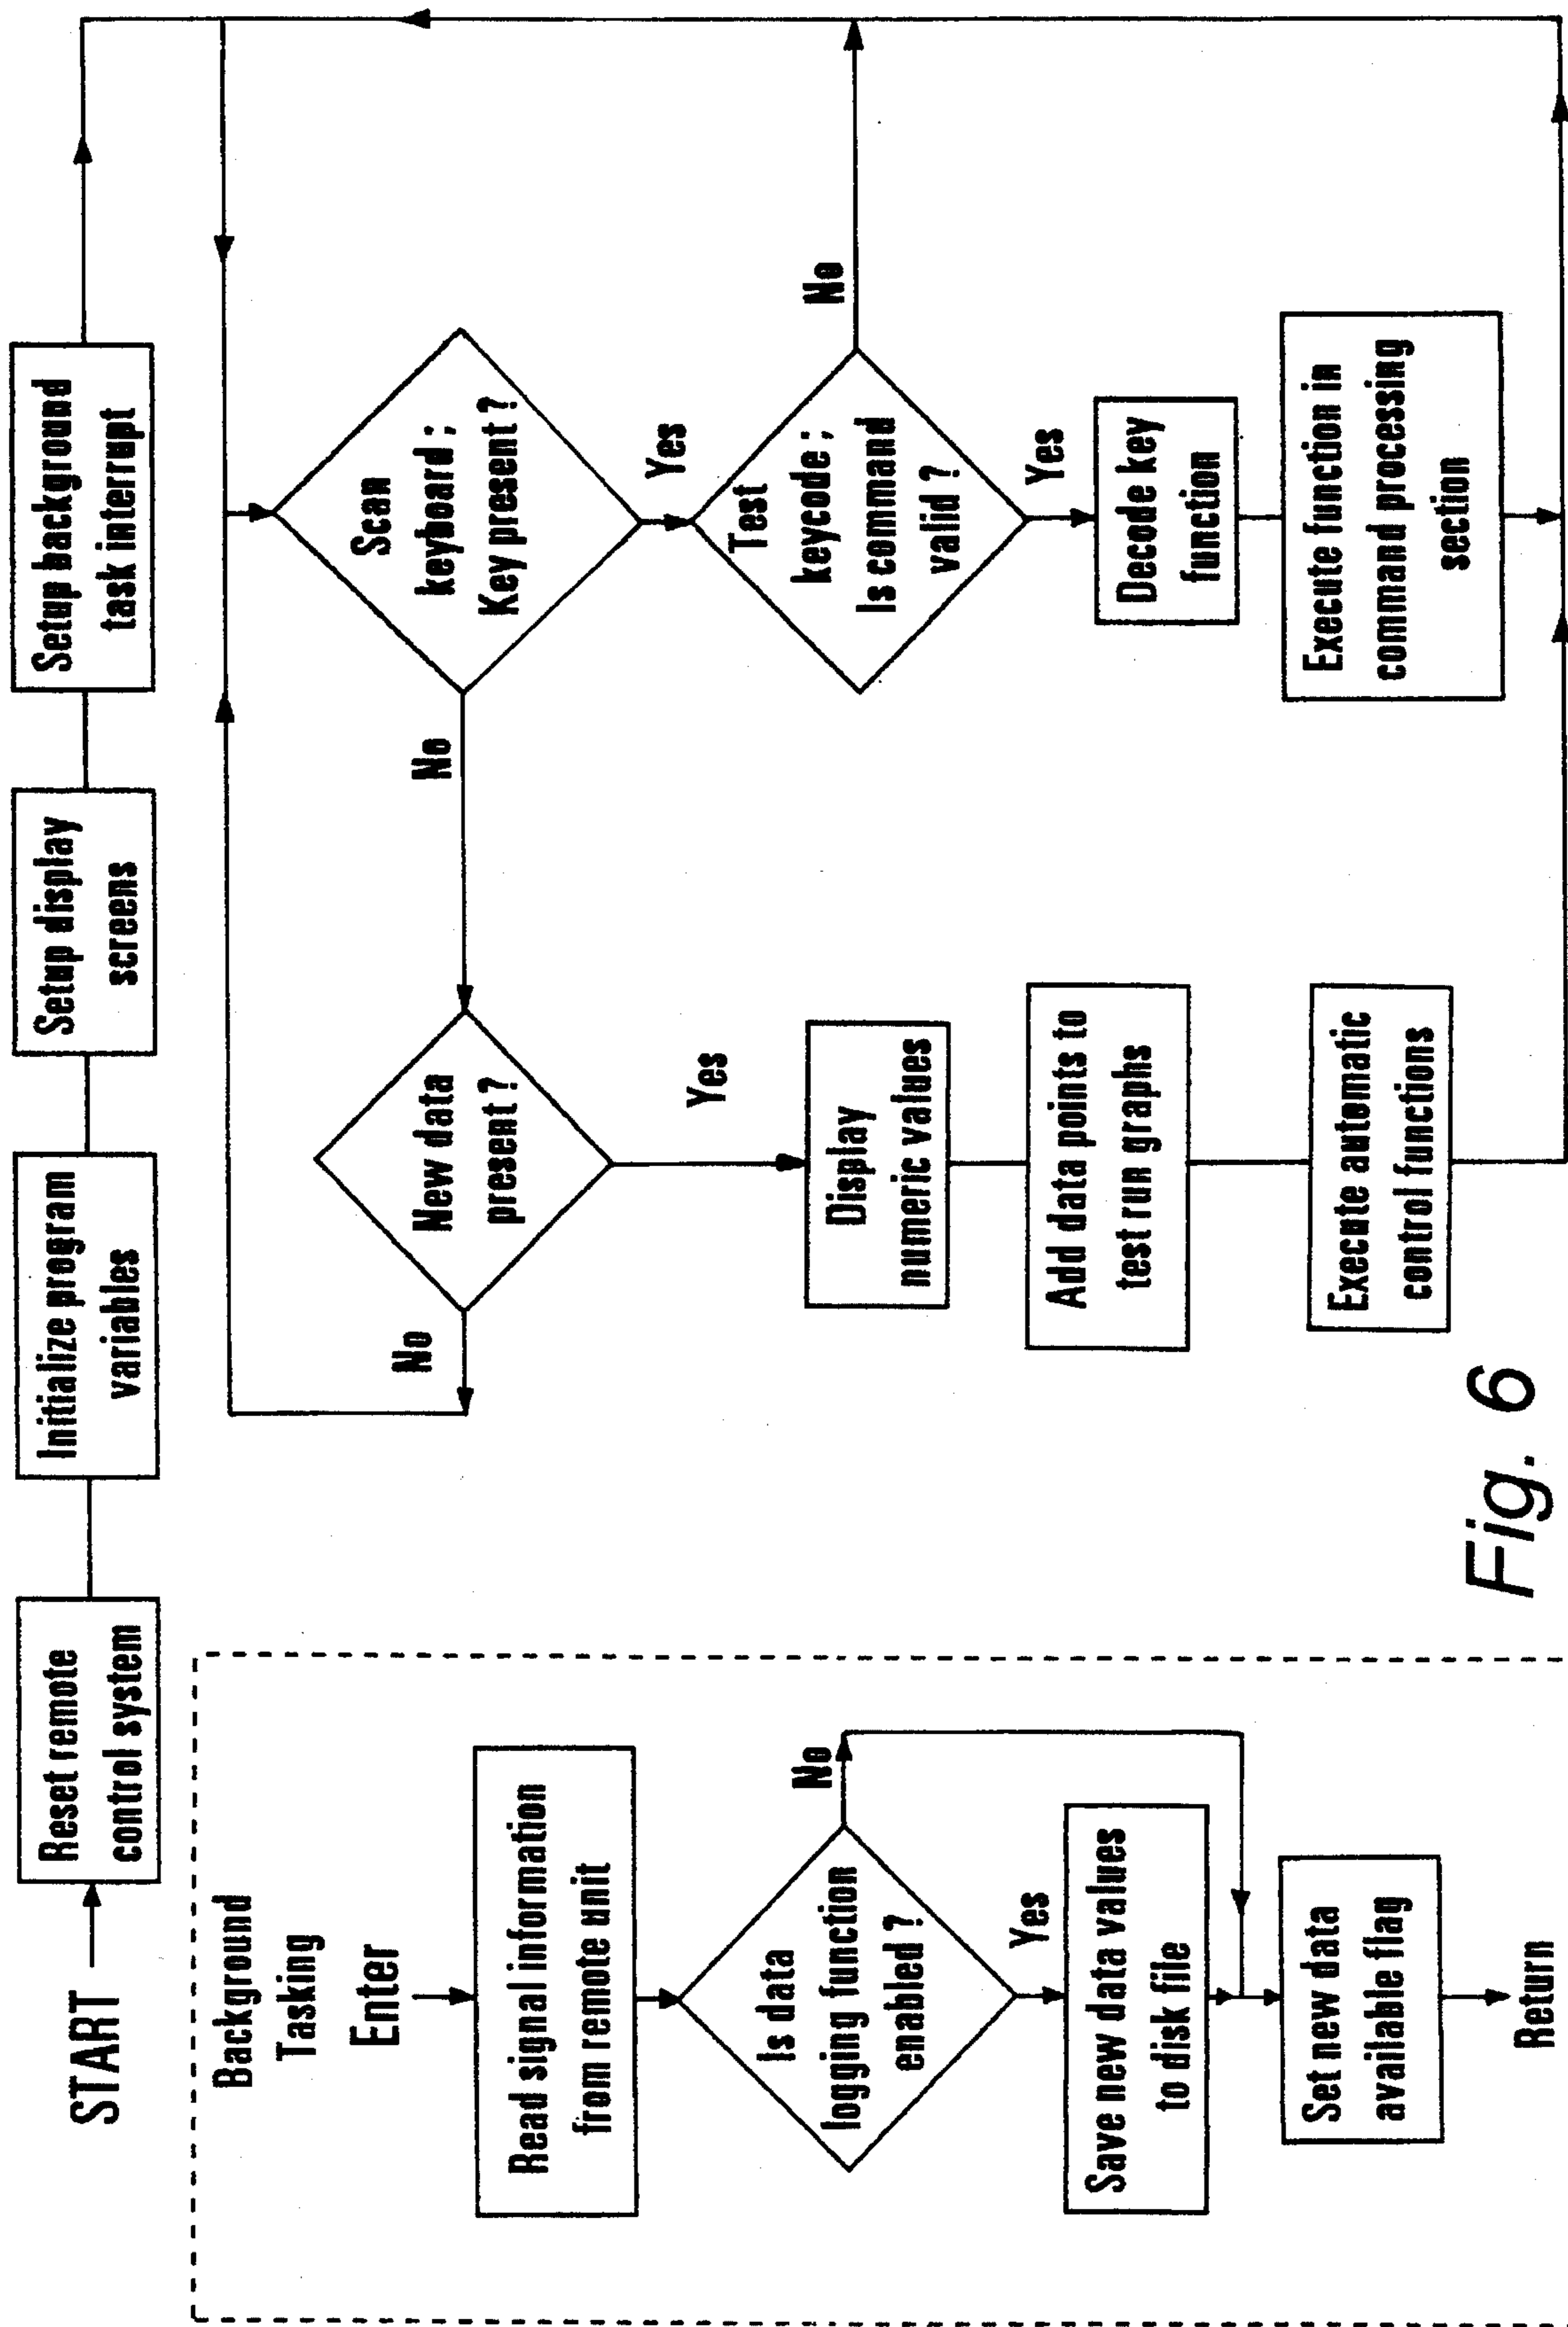 START
Reset remote
control system
Initialize program
variables
Setup display
screens
Setup background
task interrupt
Background
Tasking
Enter
Read signal information
from remote unit
Is data
logging function
enabled ?
No
Yes
Save new data values
to disk file
Set new data
available flag
Return
Scan
keyboard ;
Key present ?
No
Yes
New data
present ?
No
Yes
Display
numeric values
Add data points to
test run graphs
Execute automatic
control functions
Test
keycode ;
Is command
valid ?
No
Yes
Decode key
function
Execute function in
command processing
section
Fig. 6